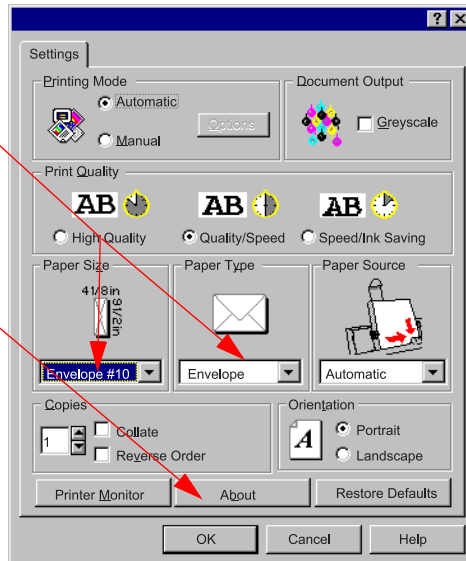 ? X
Settings
Printing Mode
Automatic
Manual
Options
Document Output
Greyscale
Print Quality
AB AB AB
High Quality Quality/Speed Speed/Ink Saving
Paper Size
41/8in
91/2in
Envelope #10
Paper Type
Envelope
Paper Source
Automatic
Copies
1
Collate
Reverse Order
Orientation
A
Portrait
Landscape
Printer Monitor About Restore Defaults
OK Cancel Help